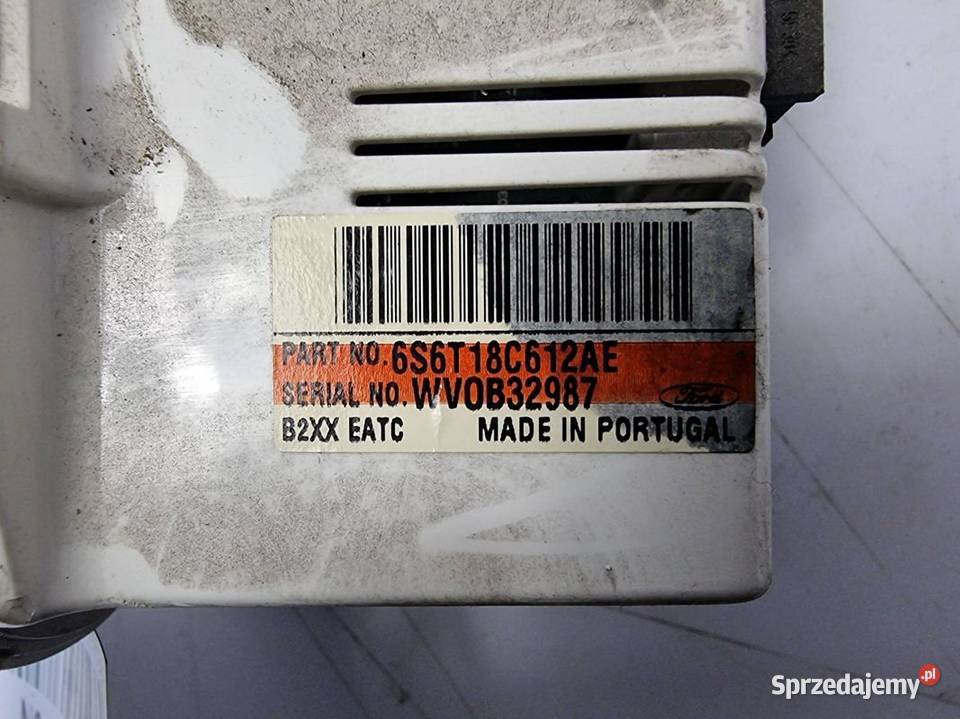 PART NO. 6S6T18C612AE
SERIAL NO. WV0B32987
Ford
B2XX EATC MADE IN PORTUGAL
Sprzedajemy.pl